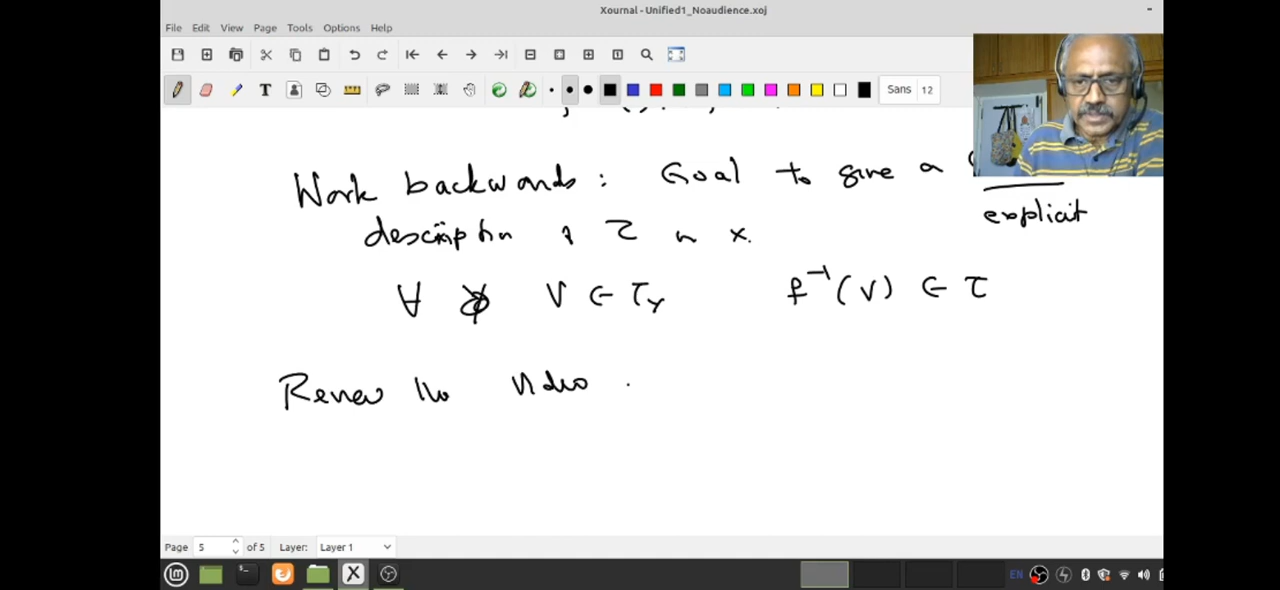 Xournal - Unified1_Noaudience.xoj
File Edit View Page Tools Options Help
Sans 12
Work backwards : Goal to give a
explicit
description of τ on X.
∀ V ∈ τ_Y f⁻¹(V) ∈ τ
Review the video .
Page 5 of 5 Layer: Layer 1
EN